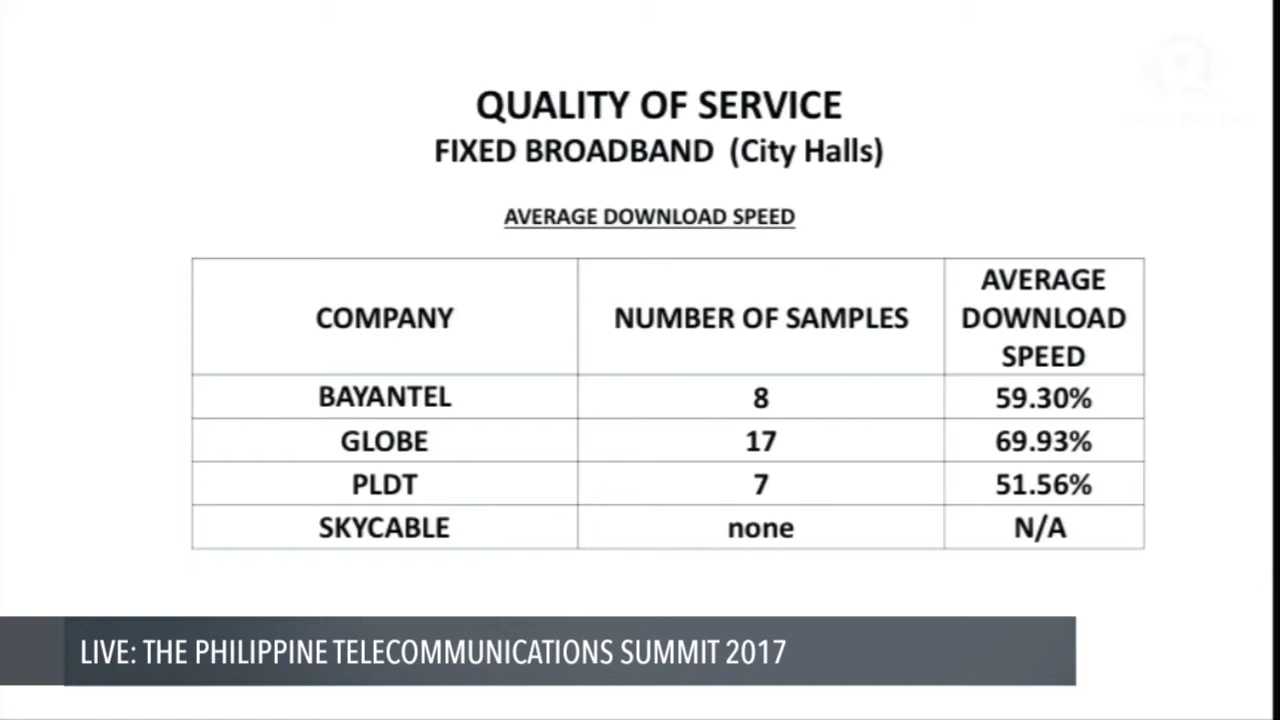 QUALITY OF SERVICE
FIXED BROADBAND (City Halls)
AVERAGE DOWNLOAD SPEED
COMPANY NUMBER OF SAMPLES AVERAGE DOWNLOAD SPEED
BAYANTEL 8 59.30%
GLOBE 17 69.93%
PLDT 7 51.56%
SKYCABLE none N/A
LIVE: THE PHILIPPINE TELECOMMUNICATIONS SUMMIT 2017